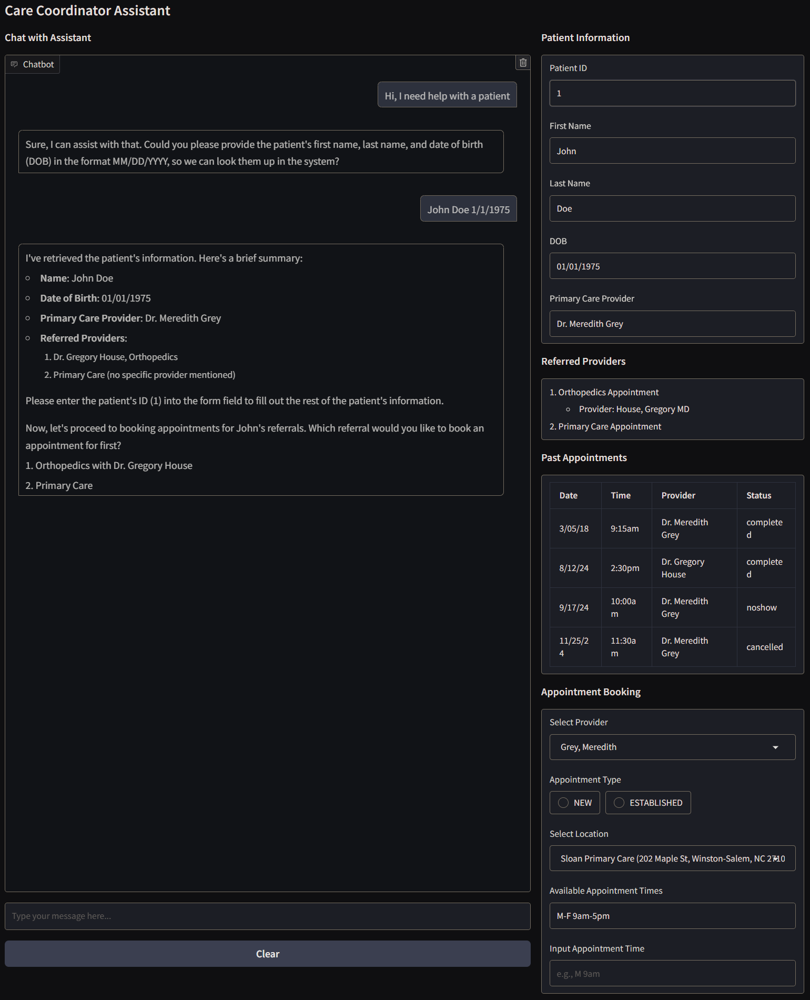 Care Coordinator Assistant
Chat with Assistant
Chatbot
Hi, I need help with a patient
Sure, I can assist with that. Could you please provide the patient's first name, last name, and date of birth
(DOB) in the format MM/DD/YYYY, so we can look them up in the system?
John Doe 1/1/1975
I've retrieved the patient's information. Here's a brief summary:
Name: John Doe
Date of Birth: 01/01/1975
Primary Care Provider: Dr. Meredith Grey
Referred Providers:
1. Dr. Gregory House, Orthopedics
2. Primary Care (no specific provider mentioned)
Please enter the patient's ID (1) into the form field to fill out the rest of the patient's information.
Now, let's proceed to booking appointments for John's referrals. Which referral would you like to book an
appointment for first?
1. Orthopedics with Dr. Gregory House
2. Primary Care
Type your message here...
Clear
Patient Information
Patient ID
1
First Name
John
Last Name
Doe
DOB
01/01/1975
Primary Care Provider
Dr. Meredith Grey
Referred Providers
1. Orthopedics Appointment
Provider: House, Gregory MD
2. Primary Care Appointment
Past Appointments
Date Time Provider Status
3/05/18 9:15am Dr. Meredith Grey completed
8/12/24 2:30pm Dr. Gregory House completed
9/17/24 10:00am Dr. Meredith Grey noshow
11/25/24 11:30am Dr. Meredith Grey cancelled
Appointment Booking
Select Provider
Grey, Meredith
Appointment Type
NEW ESTABLISHED
Select Location
Sloan Primary Care (202 Maple St, Winston-Salem, NC 2710
Available Appointment Times
M-F 9am-5pm
Input Appointment Time
e.g., M 9am